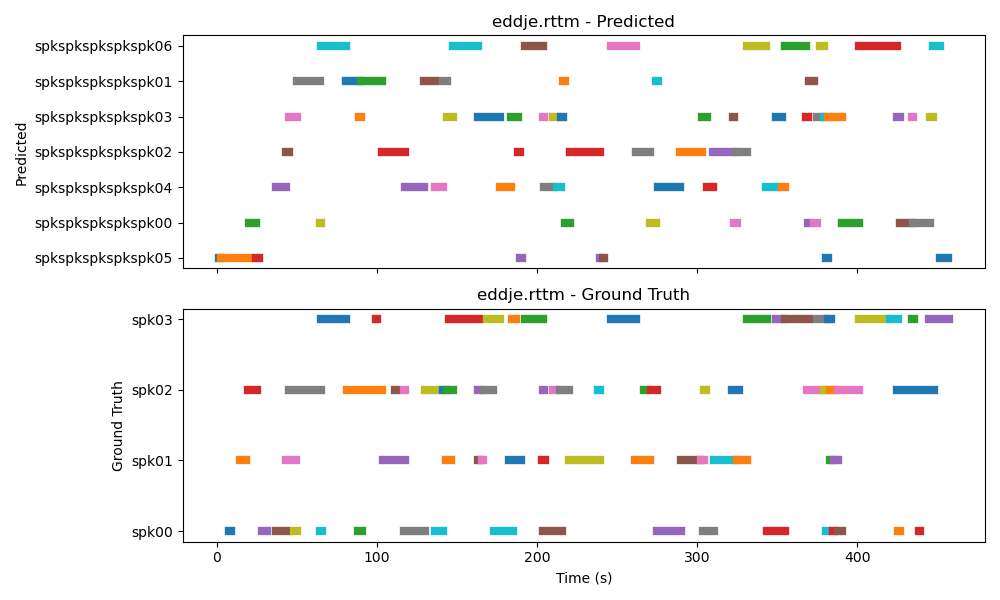 eddje.rttm - Predicted
spkspkspkspkspk06
spkspkspkspkspk01
spkspkspkspkspk03
spkspkspkspkspk02
spkspkspkspkspk04
spkspkspkspkspk00
spkspkspkspkspk05
Predicted
eddje.rttm - Ground Truth
spk03
spk02
spk01
spk00
Ground Truth
0 100 200 300 400
Time (s)